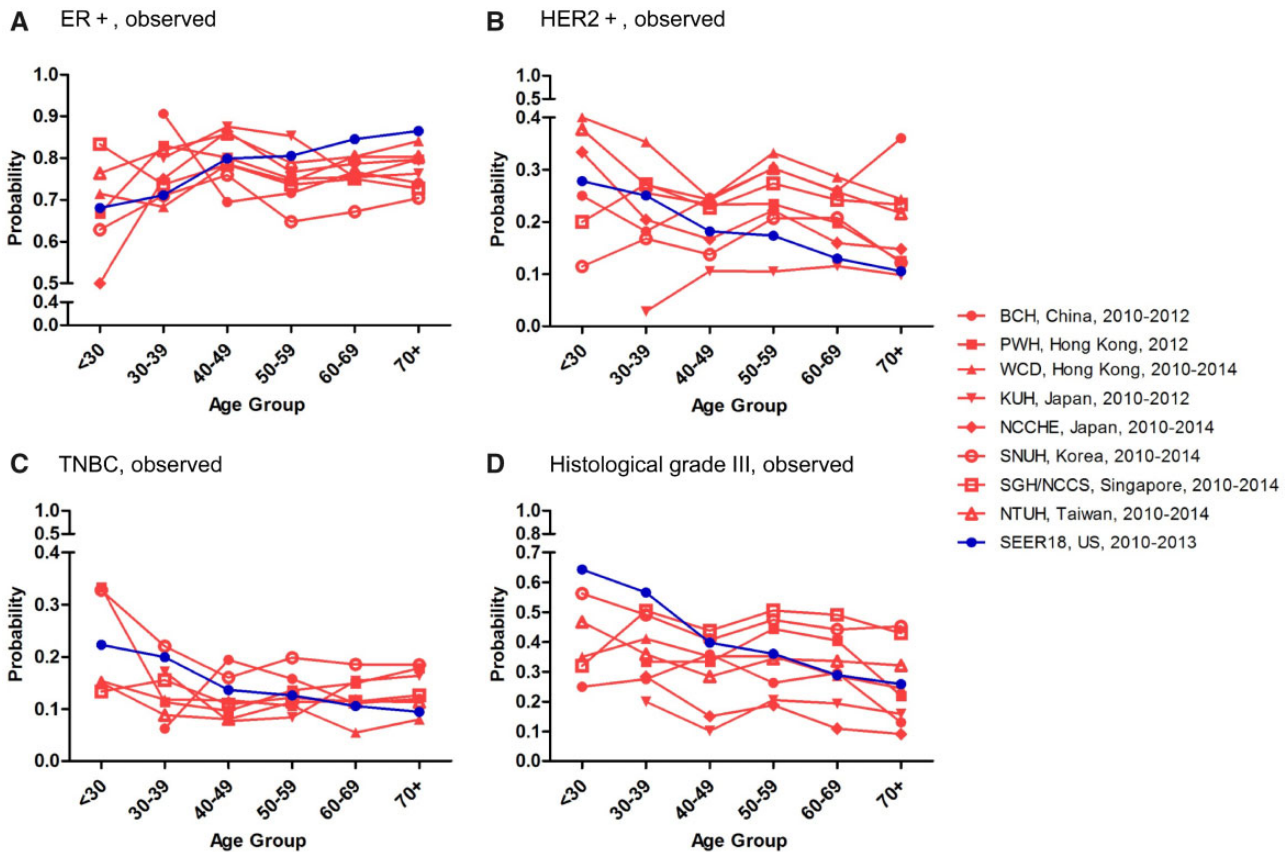 A ER +, observed
1.0
0.9
0.8
0.7
0.6
0.5
0.4
0.0
Probability
<30
30-39
40-49
50-59
60-69
70+
Age Group
B HER2 +, observed
1.0
0.5
0.4
0.3
0.2
0.1
0.0
Probability
<30
30-39
40-49
50-59
60-69
70+
Age Group
C TNBC, observed
1.0
0.5
0.4
0.3
0.2
0.1
0.0
Probability
<30
30-39
40-49
50-59
60-69
70+
Age Group
D Histological grade III, observed
1.0
0.8
0.7
0.6
0.5
0.4
0.3
0.2
0.1
0.0
Probability
<30
30-39
40-49
50-59
60-69
70+
Age Group
BCH, China, 2010-2012
PWH, Hong Kong, 2012
WCD, Hong Kong, 2010-2014
KUH, Japan, 2010-2012
NCCHE, Japan, 2010-2014
SNUH, Korea, 2010-2014
SGH/NCCS, Singapore, 2010-2014
NTUH, Taiwan, 2010-2014
SEER18, US, 2010-2013